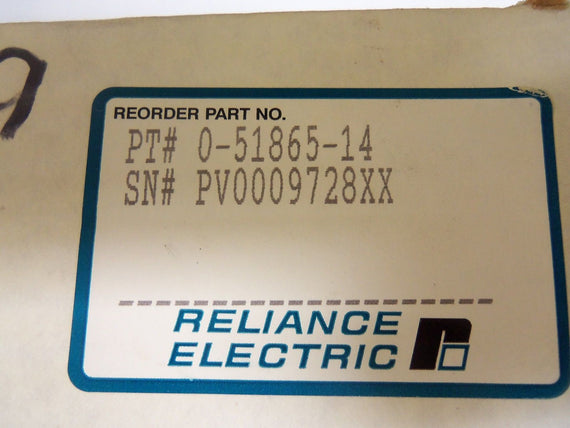 REORDER PART NO.
PT# 0-51865-14
SN# PV0009728XX
RELIANCE
ELECTRIC